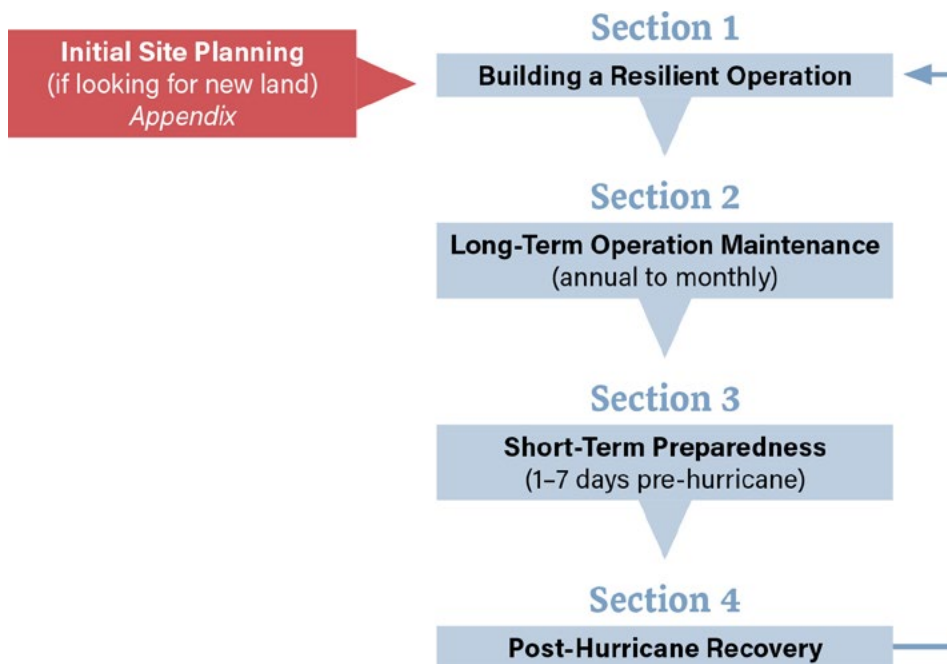 Initial Site Planning
(if looking for new land)
Appendix
Section 1
Building a Resilient Operation
Section 2
Long-Term Operation Maintenance
(annual to monthly)
Section 3
Short-Term Preparedness
(1–7 days pre-hurricane)
Section 4
Post-Hurricane Recovery